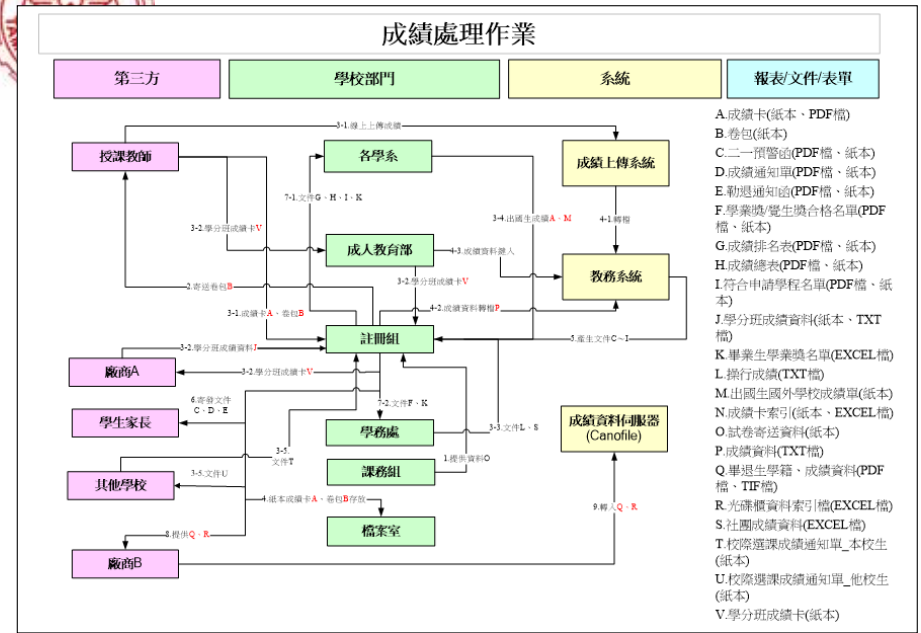 成績處理作業
第三方
學校部門
系統
報表/文件/表單
3-1.線上上傳成績
授課教師
各學系
成績上傳系統
7-1.文件G、H、I、K
3-4.出國生成績A、M
4-1.轉檔
3-2.學分班成績卡V
成人教育部
4-3.成績資料鍵入
教務系統
3-2.學分班成績卡V
2.寄送卷包B
4-2.成績資料轉檔P
3-1.成績卡A、卷包B
註冊組
5.產生文件C～I
3-2.學分班成績資料J
廠商A
3-2.學分班成績卡V
6.寄發文件
C、D、E
7-2.文件F、K
學生家長
學務處
3-3.文件L、S
成績資料伺服器
(Canofile)
3-5.
文件T
1.提供資料O
課務組
3-5.文件U
其他學校
4.紙本成績卡A、卷包B存放
9.轉入Q、R
檔案室
8.提供Q、R
廠商B
A.成績卡(紙本、PDF檔)
B.卷包(紙本)
C.二一預警函(PDF檔、紙本)
D.成績通知單(PDF檔、紙本)
E.勒退通知函(PDF檔、紙本)
F.學業獎/覺生獎合格名單(PDF
檔、紙本)
G.成績排名表(PDF檔、紙本)
H.成績總表(PDF檔、紙本)
I.符合申請學程名單(PDF檔、紙
本)
J.學分班成績資料(紙本、TXT
檔)
K.畢業生學業獎名單(EXCEL檔)
L.操行成績(TXT檔)
M.出國生國外學校成績單(紙本)
N.成績卡索引(紙本、EXCEL檔)
O.試卷寄送資料(紙本)
P.成績資料(TXT檔)
Q.畢退生學籍、成績資料(PDF
檔、TIF檔)
R.光碟櫃資料索引檔(EXCEL檔)
S.社團成績資料(EXCEL檔)
T.校際選課成績通知單_本校生
(紙本)
U.校際選課成績通知單_他校生
(紙本)
V.學分班成績卡(紙本)